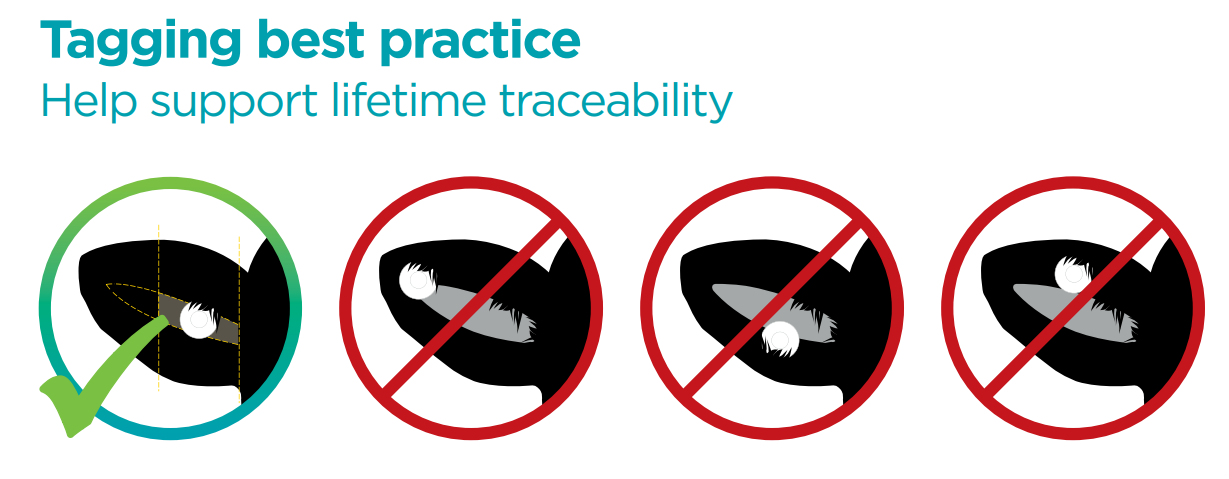 Tagging best practice
Help support lifetime traceability